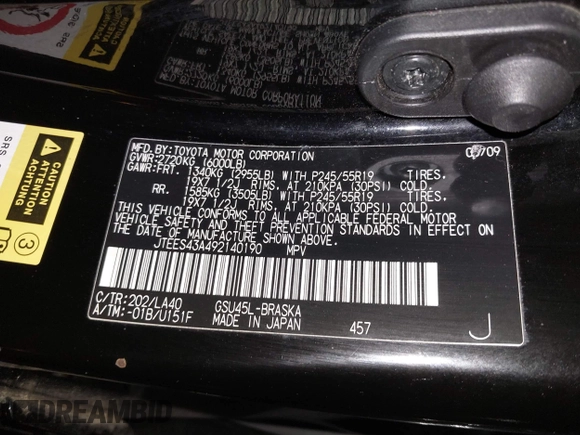 MFD.BY:TOYOTA MOTOR CORPORATION 0 /09
GVWR:2720KG (6000LB)
GAWR:FRT. 1340KG (2955LB) WITH P245/55R19 TIRES.
19X7 1/2J RIMS. AT 210KPA (30PSI) COLD.
RR. 1585KG (3500LB) WITH P245/55R19 TIRES.
19X7 1/2J RIMS. AT 210KPA (30PSI) COLD.
THIS VEHICLE CONFORMS TO ALL APPLICABLE FEDERAL MOTOR
VEHICLE SAFETY AND THEFT PREVENTION STANDARDS IN EFFECT ON
THE DATE OF MANUFACTURE SHOWN ABOVE.
JTEES43A492140190 MPV
C/TR:202/LA40 GSU45L-BRASKA
A/TM:-01B/U151F MADE IN JAPAN 457 J
SRS
CAUTION
ACHTUNG
ATTENTION
3
DREAMBID